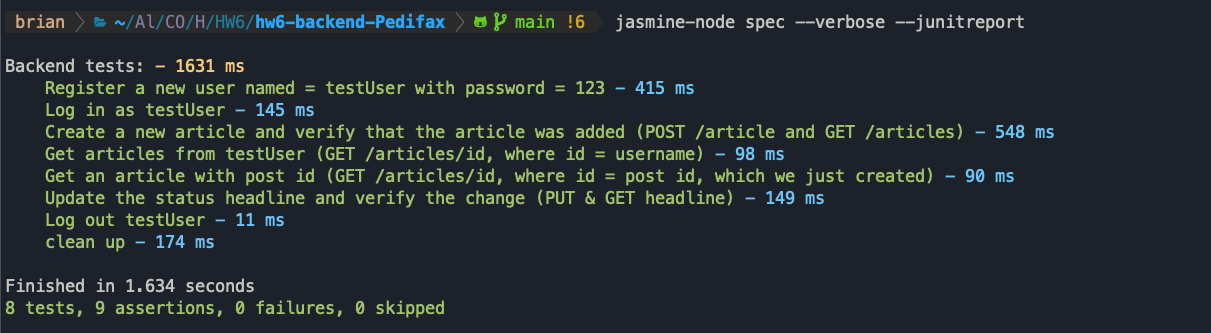 brian ~/Al/CO/H/HW6/hw6-backend-Pedifax main !6 jasmine-node spec --verbose --junitreport
Backend tests: - 1631 ms
Register a new user named = testUser with password = 123 - 415 ms
Log in as testUser - 145 ms
Create a new article and verify that the article was added (POST /article and GET /articles) - 548 ms
Get articles from testUser (GET /articles/id, where id = username) - 98 ms
Get an article with post id (GET /articles/id, where id = post id, which we just created) - 90 ms
Update the status headline and verify the change (PUT & GET headline) - 149 ms
Log out testUser - 11 ms
clean up - 174 ms
Finished in 1.634 seconds
8 tests, 9 assertions, 0 failures, 0 skipped